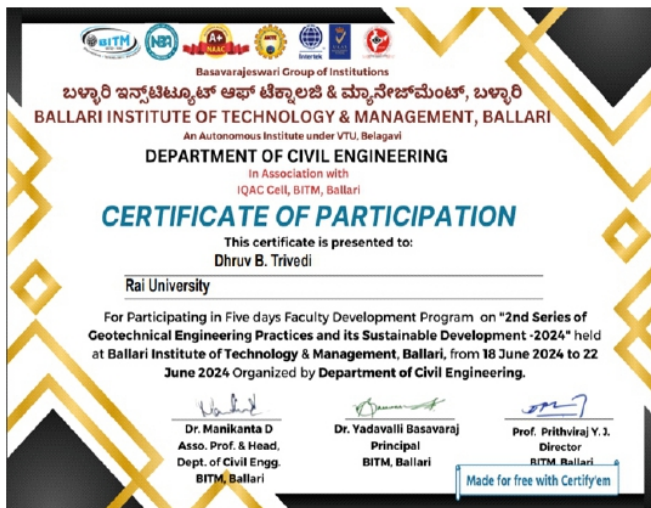 BITM
NBA
A+
NAAC
AICTE
Intertek
Basavarajeswari Group of Institutions
ಬಳ್ಳಾರಿ ಇನ್ಸ್‌ಟಿಟ್ಯೂಟ್ ಆಫ್ ಟೆಕ್ನಾಲಜಿ & ಮ್ಯಾನೇಜ್‌ಮೆಂಟ್, ಬಳ್ಳಾರಿ
BALLARI INSTITUTE OF TECHNOLOGY & MANAGEMENT, BALLARI
An Autonomous Institute under VTU, Belagavi
DEPARTMENT OF CIVIL ENGINEERING
In Association with
IQAC Cell, BITM, Ballari
CERTIFICATE OF PARTICIPATION
This certificate is presented to:
Dhruv B. Trivedi
Rai University
For Participating in Five days Faculty Development Program on "2nd Series of
Geotechnical Engineering Practices and its Sustainable Development -2024" held
at Ballari Institute of Technology & Management, Ballari, from 18 June 2024 to 22
June 2024 Organized by Department of Civil Engineering.
Dr. Manikanta D
Asso. Prof. & Head,
Dept. of Civil Engg.
BITM, Ballari
Dr. Yadavalli Basavaraj
Principal
BITM, Ballari
Prof. Prithviraj Y. J.
Director
BITM, Ballari
Made for free with Certify'em